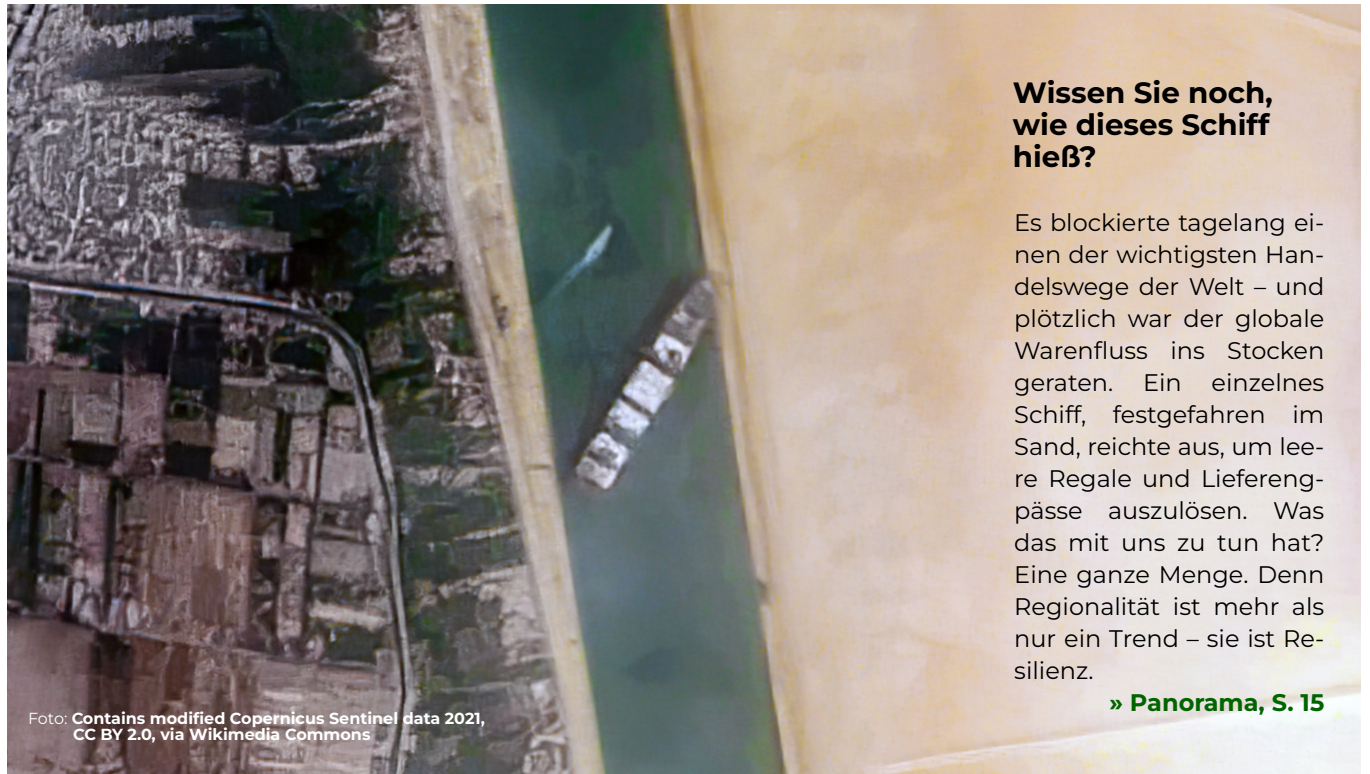 Wissen Sie noch,
wie dieses Schiff
hieß?
Es blockierte tagelang ei-
nen der wichtigsten Han-
delswege der Welt – und
plötzlich war der globale
Warenfluss ins Stocken
geraten. Ein einzelnes
Schiff, festgefahren im
Sand, reichte aus, um lee-
re Regale und Lieferen­g-
pässe auszulösen. Was
das mit uns zu tun hat?
Eine ganze Menge. Denn
Regionalität ist mehr als
nur ein Trend – sie ist Re-
silienz.
» Panorama, S. 15
Foto: Contains modified Copernicus Sentinel data 2021,
CC BY 2.0, via Wikimedia Commons